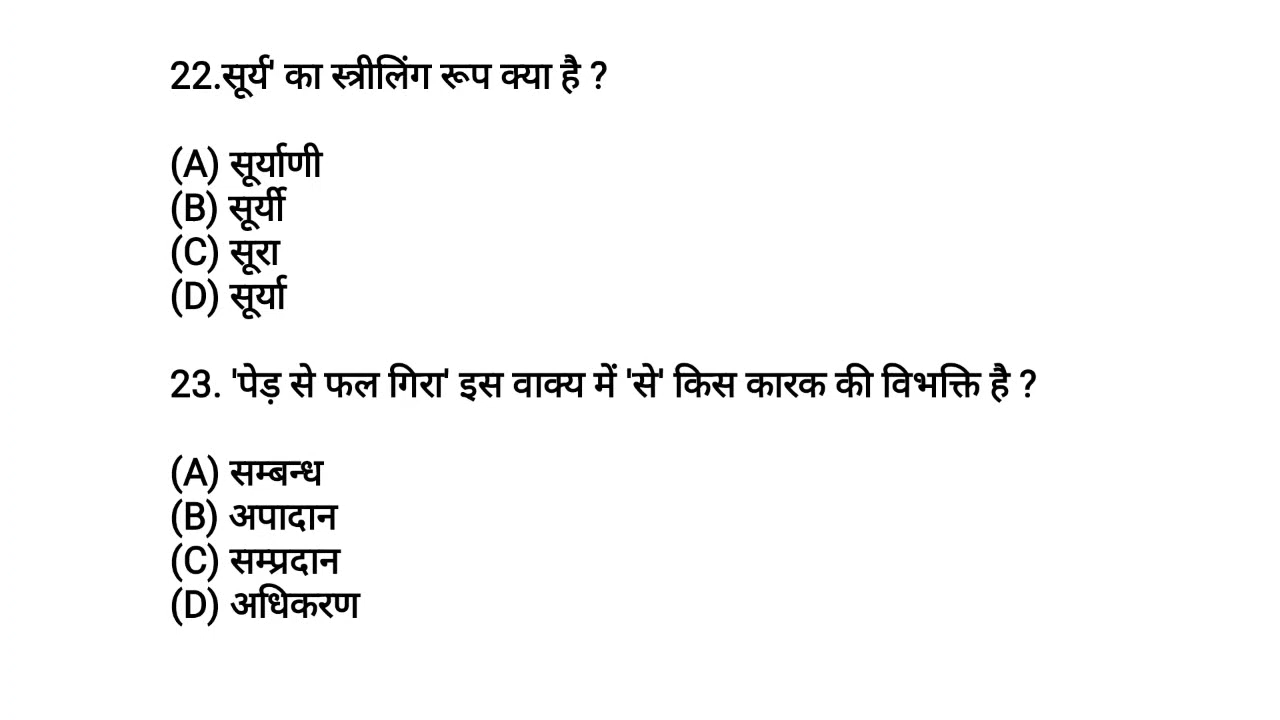 22.सूर्य' का स्त्रीलिंग रूप क्या है ?
(A) सूर्याणी
(B) सूर्यी
(C) सूरा
(D) सूर्या
23. 'पेड़ से फल गिरा' इस वाक्य में 'से' किस कारक की विभक्ति है ?
(A) सम्बन्ध
(B) अपादान
(C) सम्प्रदान
(D) अधिकरण